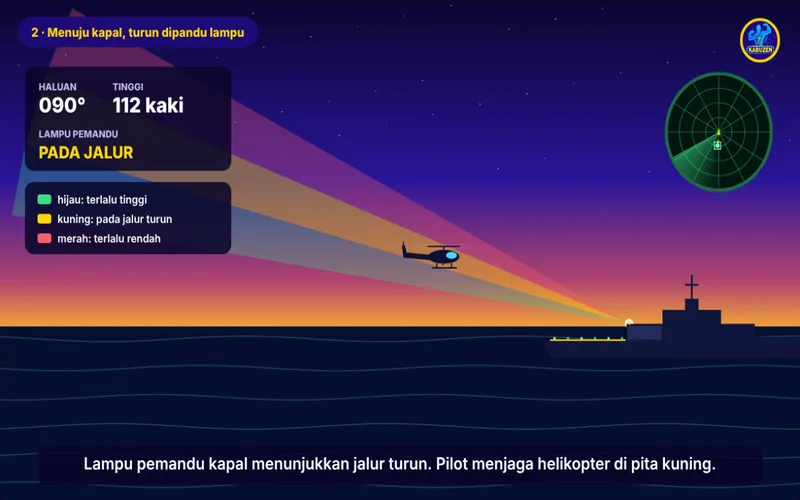 2 · Menuju kapal, turun dipandu lampu
HALUAN TINGGI
090° 112 kaki
LAMPU PEMANDU
PADA JALUR
hijau: terlalu tinggi
kuning: pada jalur turun
merah: terlalu rendah
KABUZEN
Lampu pemandu kapal menunjukkan jalur turun. Pilot menjaga helikopter di pita kuning.